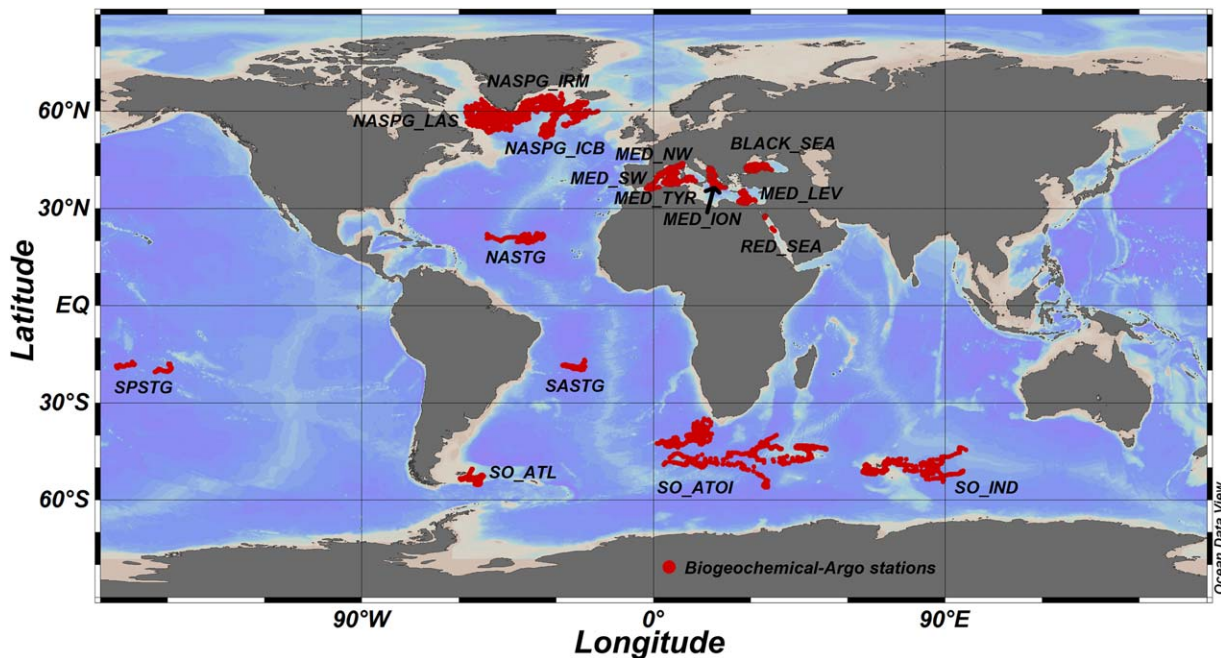 NASPG_IRM
60°N
NASPG_LAS
NASPG_ICB
MED_NW
BLACK_SEA
MED_SW
MED_TYR
MED_LEV
30°N
MED_ION
RED_SEA
NASTG
EQ
Latitude
SPSTG
SASTG
30°S
SO_ATL
SO_ATOI
SO_IND
60°S
Biogeochemical-Argo stations
Ocean Data View
90°W
0°
90°E
Longitude